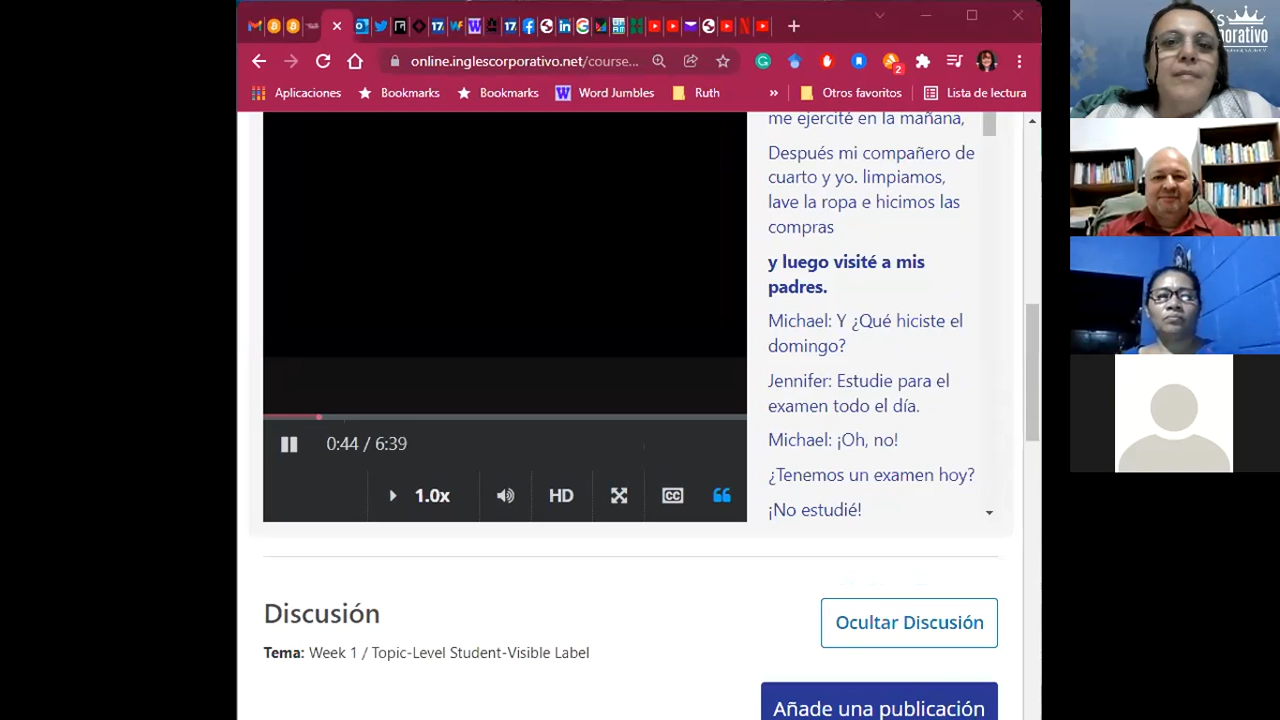 online.inglescorporativo.net/course...
2
Aplicaciones
Bookmarks
Bookmarks
Word Jumbles
Ruth
»
Otros favoritos
Lista de lectura
me ejercité en la mañana,
Después mi compañero de
cuarto y yo. limpiamos,
lave la ropa e hicimos las
compras
y luego visité a mis
padres.
Michael: Y ¿Qué hiciste el
domingo?
Jennifer: Estudie para el
examen todo el día.
Michael: ¡Oh, no!
¿Tenemos un examen hoy?
¡No estudié!
0:44 / 6:39
1.0x
HD
CC
Discusión
Ocultar Discusión
Tema: Week 1 / Topic-Level Student-Visible Label
Añade una publicación